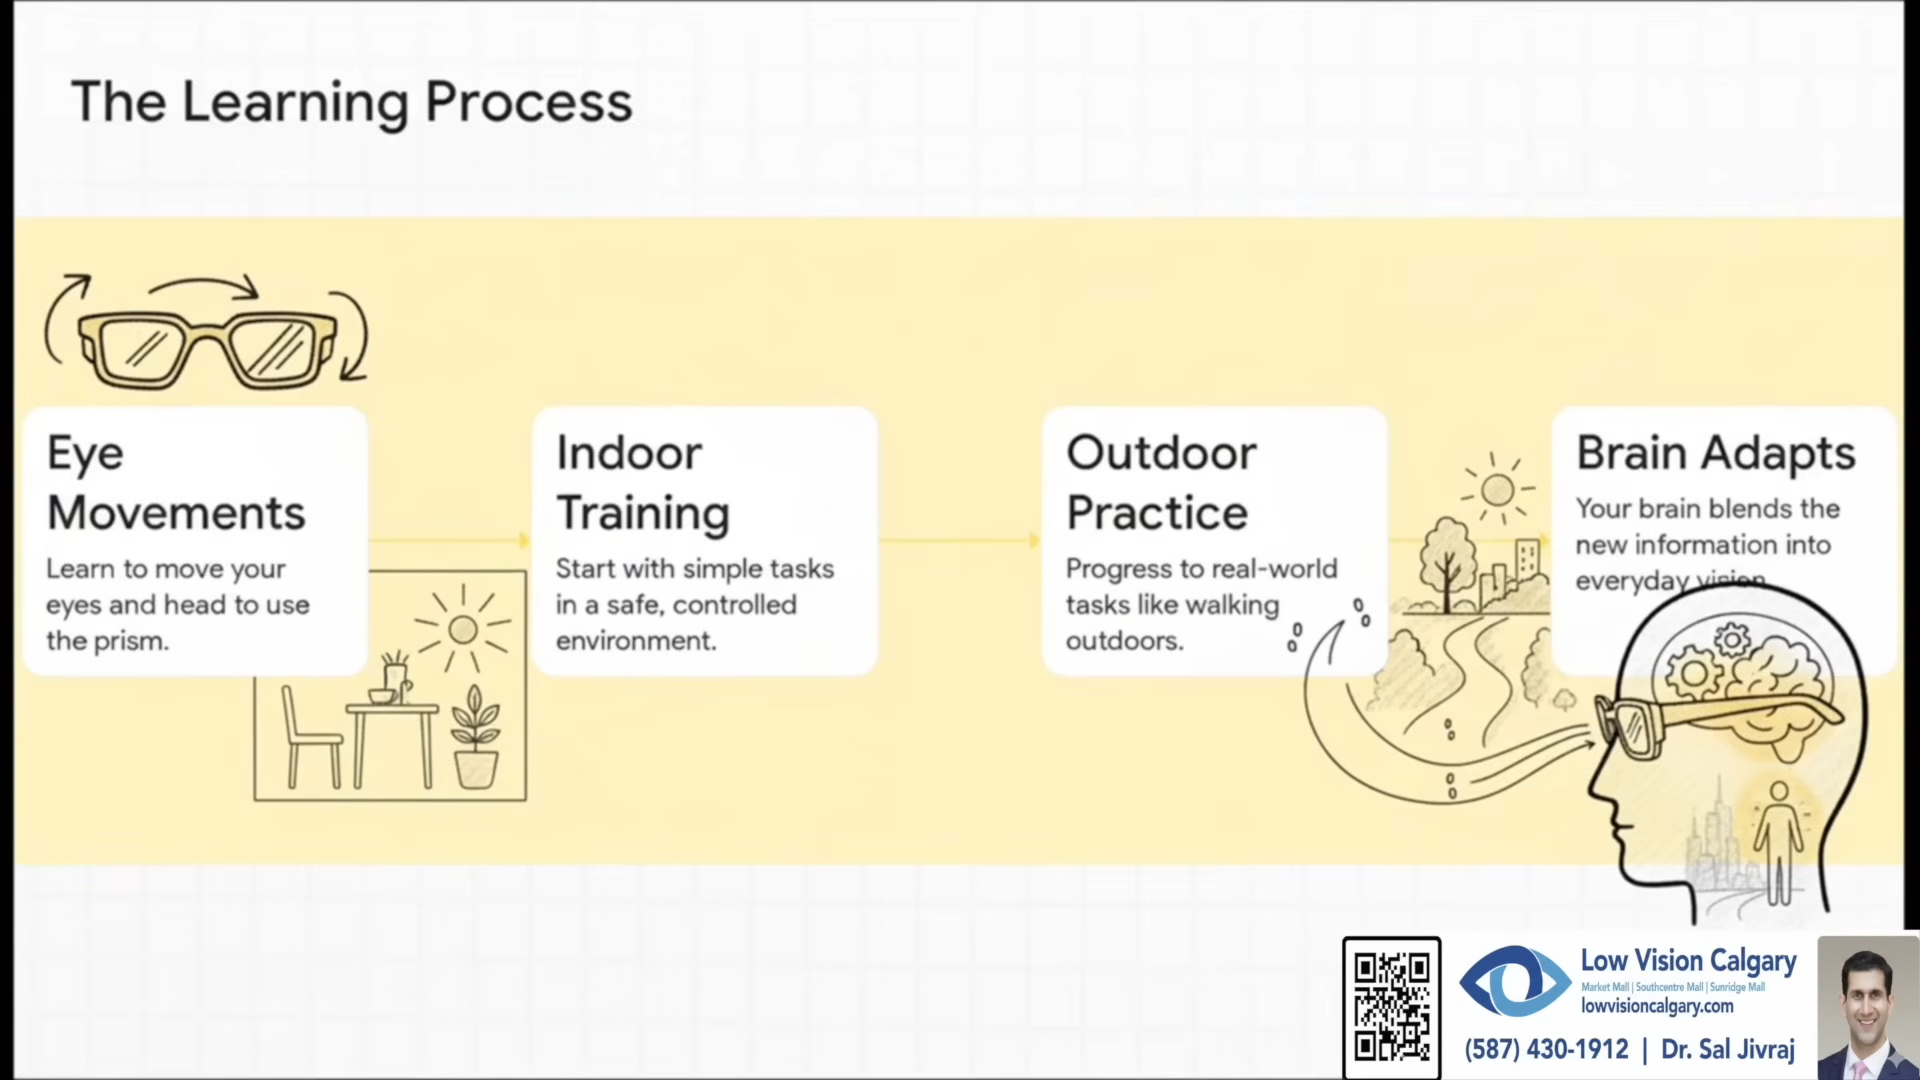 The Learning Process
Eye
Movements
Learn to move your
eyes and head to use
the prism.
Indoor
Training
Start with simple tasks
in a safe, controlled
environment.
Outdoor
Practice
Progress to real-world
tasks like walking
outdoors.
Brain Adapts
Your brain blends the
new information into
everyday vision.
Low Vision Calgary
Market Mall | Southcentre Mall | Sunridge Mall
lowvisioncalgary.com
(587) 430-1912 | Dr. Sal Jivraj